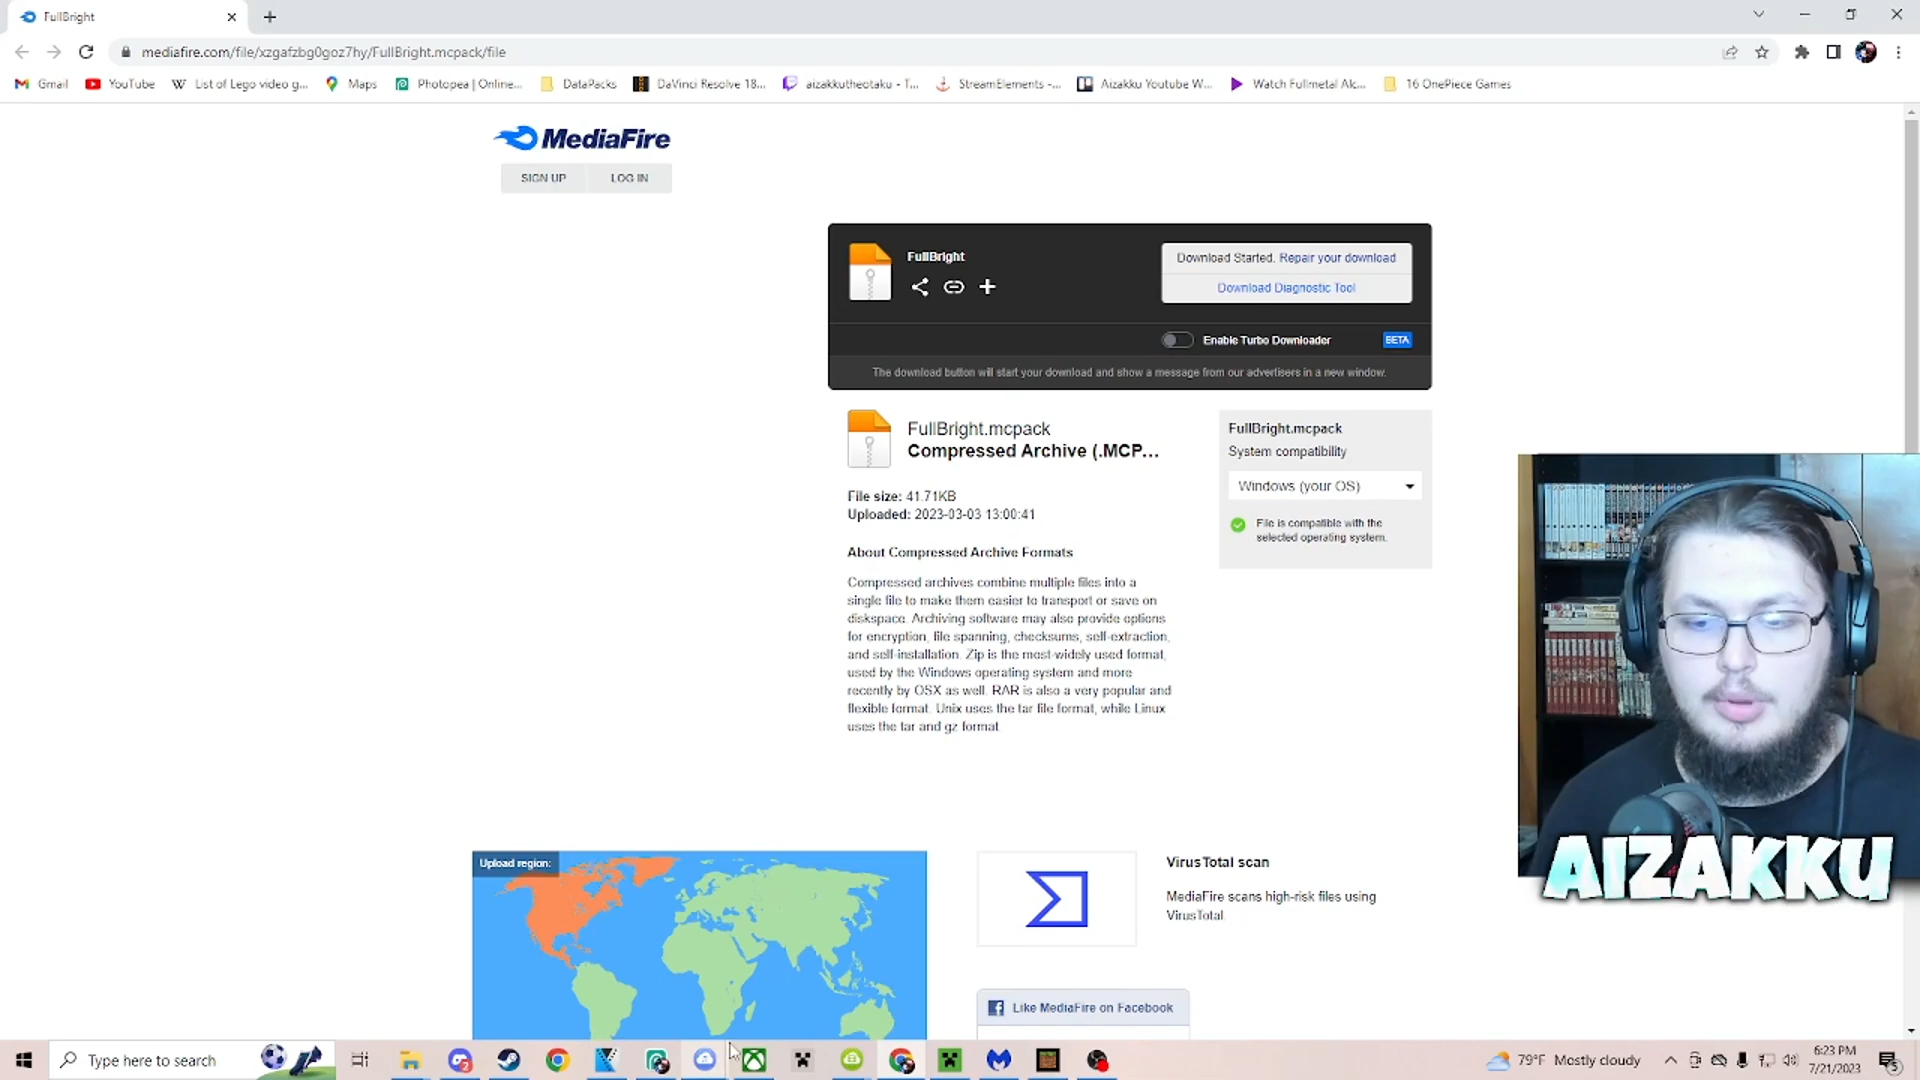 FullBright
mediafire.com/file/xzgafzbg0goz7hy/FullBright.mcpack/file
Gmail
YouTube
List of Lego video g...
Maps
Photopea | Online...
DataPacks
DaVinci Resolve 18...
aizakkutheotaku - T...
StreamElements -...
Aizakku Youtube W...
Watch Fullmetal Alc...
16 OnePiece Games
MediaFire
SIGN UP
LOG IN
FullBright
Download Started. Repair your download
Download Diagnostic Tool
Enable Turbo Downloader
BETA
The download button will start your download and show a message from our advertisers in a new window.
FullBright.mcpack
Compressed Archive (.MCP...
File size: 41.71KB
Uploaded: 2023-03-03 13:00:41
About Compressed Archive Formats
Compressed archives combine multiple files into a
single file to make them easier to transport or save on
diskspace. Archiving software may also provide options
for encryption, file spanning, checksums, self-extraction,
and self-installation. Zip is the most-widely used format,
used by the Windows operating system and more
recently by OSX as well. RAR is also a very popular and
flexible format. Unix uses the tar file format, while Linux
uses the tar and gz format.
FullBright.mcpack
System compatibility
Windows (your OS)
File is compatible with the
selected operating system.
AIZAKKU
Upload region:
VirusTotal scan
MediaFire scans high-risk files using
VirusTotal.
Like MediaFire on Facebook
Type here to search
79°F Mostly cloudy
6:23 PM
7/21/2023
5